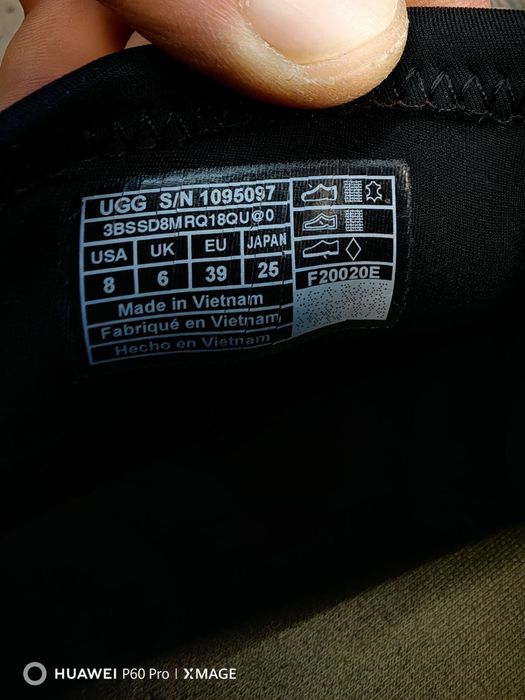 UGG S/N 1095097
3BSSD8MRQ18QU@0
USA UK EU JAPAN
8 6 39 25
F20020E
Made in Vietnam
Fabriqué en Vietnam
Hecho en Vietnam
HUAWEI P60 Pro | XMAGE